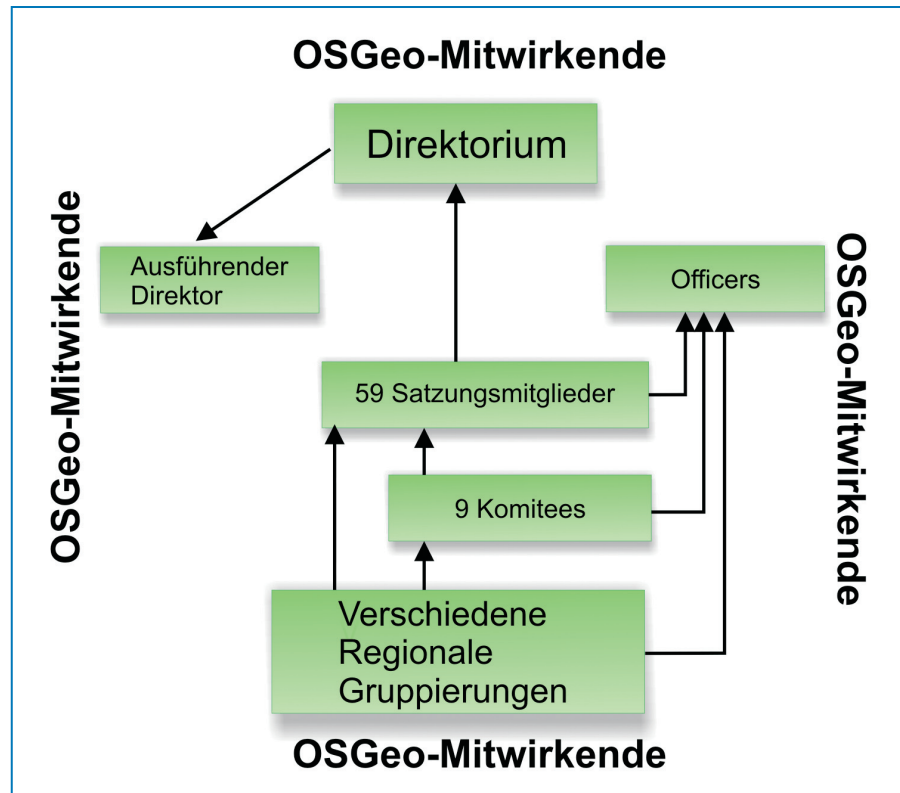 OSGeo-Mitwirkende
Direktorium
OSGeo-Mitwirkende
Ausführender
Direktor
Officers
OSGeo-Mitwirkende
59 Satzungsmitglieder
9 Komitees
Verschiedene
Regionale
Gruppierungen
OSGeo-Mitwirkende